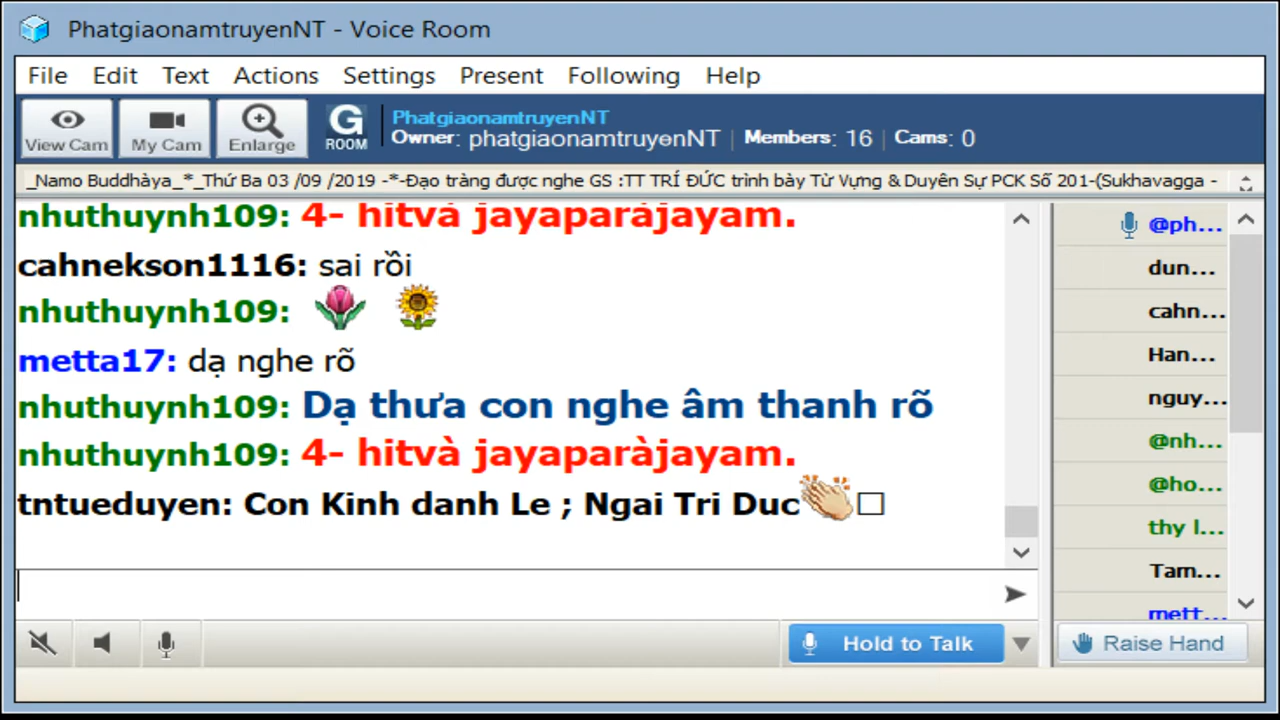 PhatgiaonamtruyenNT - Voice Room
File Edit Text Actions Settings Present Following Help
View Cam My Cam Enlarge G ROOM
PhatgiaonamtruyenNT
Owner: phatgiaonamtruyenNT | Members: 16 | Cams: 0
_Namo Buddhàya_*_Thứ Ba 03 /09 /2019 -*-Đạo tràng được nghe GS :TT TRÍ ĐỨC trình bày Từ Vựng & Duyên Sự PCK Số 201-(Sukhavagga -
nhuthuynh109: 4- hitvà jayaparàjayam.
cahnekson1116: sai rồi
nhuthuynh109:
metta17: dạ nghe rõ
nhuthuynh109: Dạ thưa con nghe âm thanh rõ
nhuthuynh109: 4- hitvà jayaparàjayam.
tntueduyen: Con Kinh danh Le ; Ngai Tri Duc
@ph...
dun...
cahn...
Han...
nguy...
@nh...
@ho...
thy l...
Tam...
mett...
Hold to Talk
Raise Hand